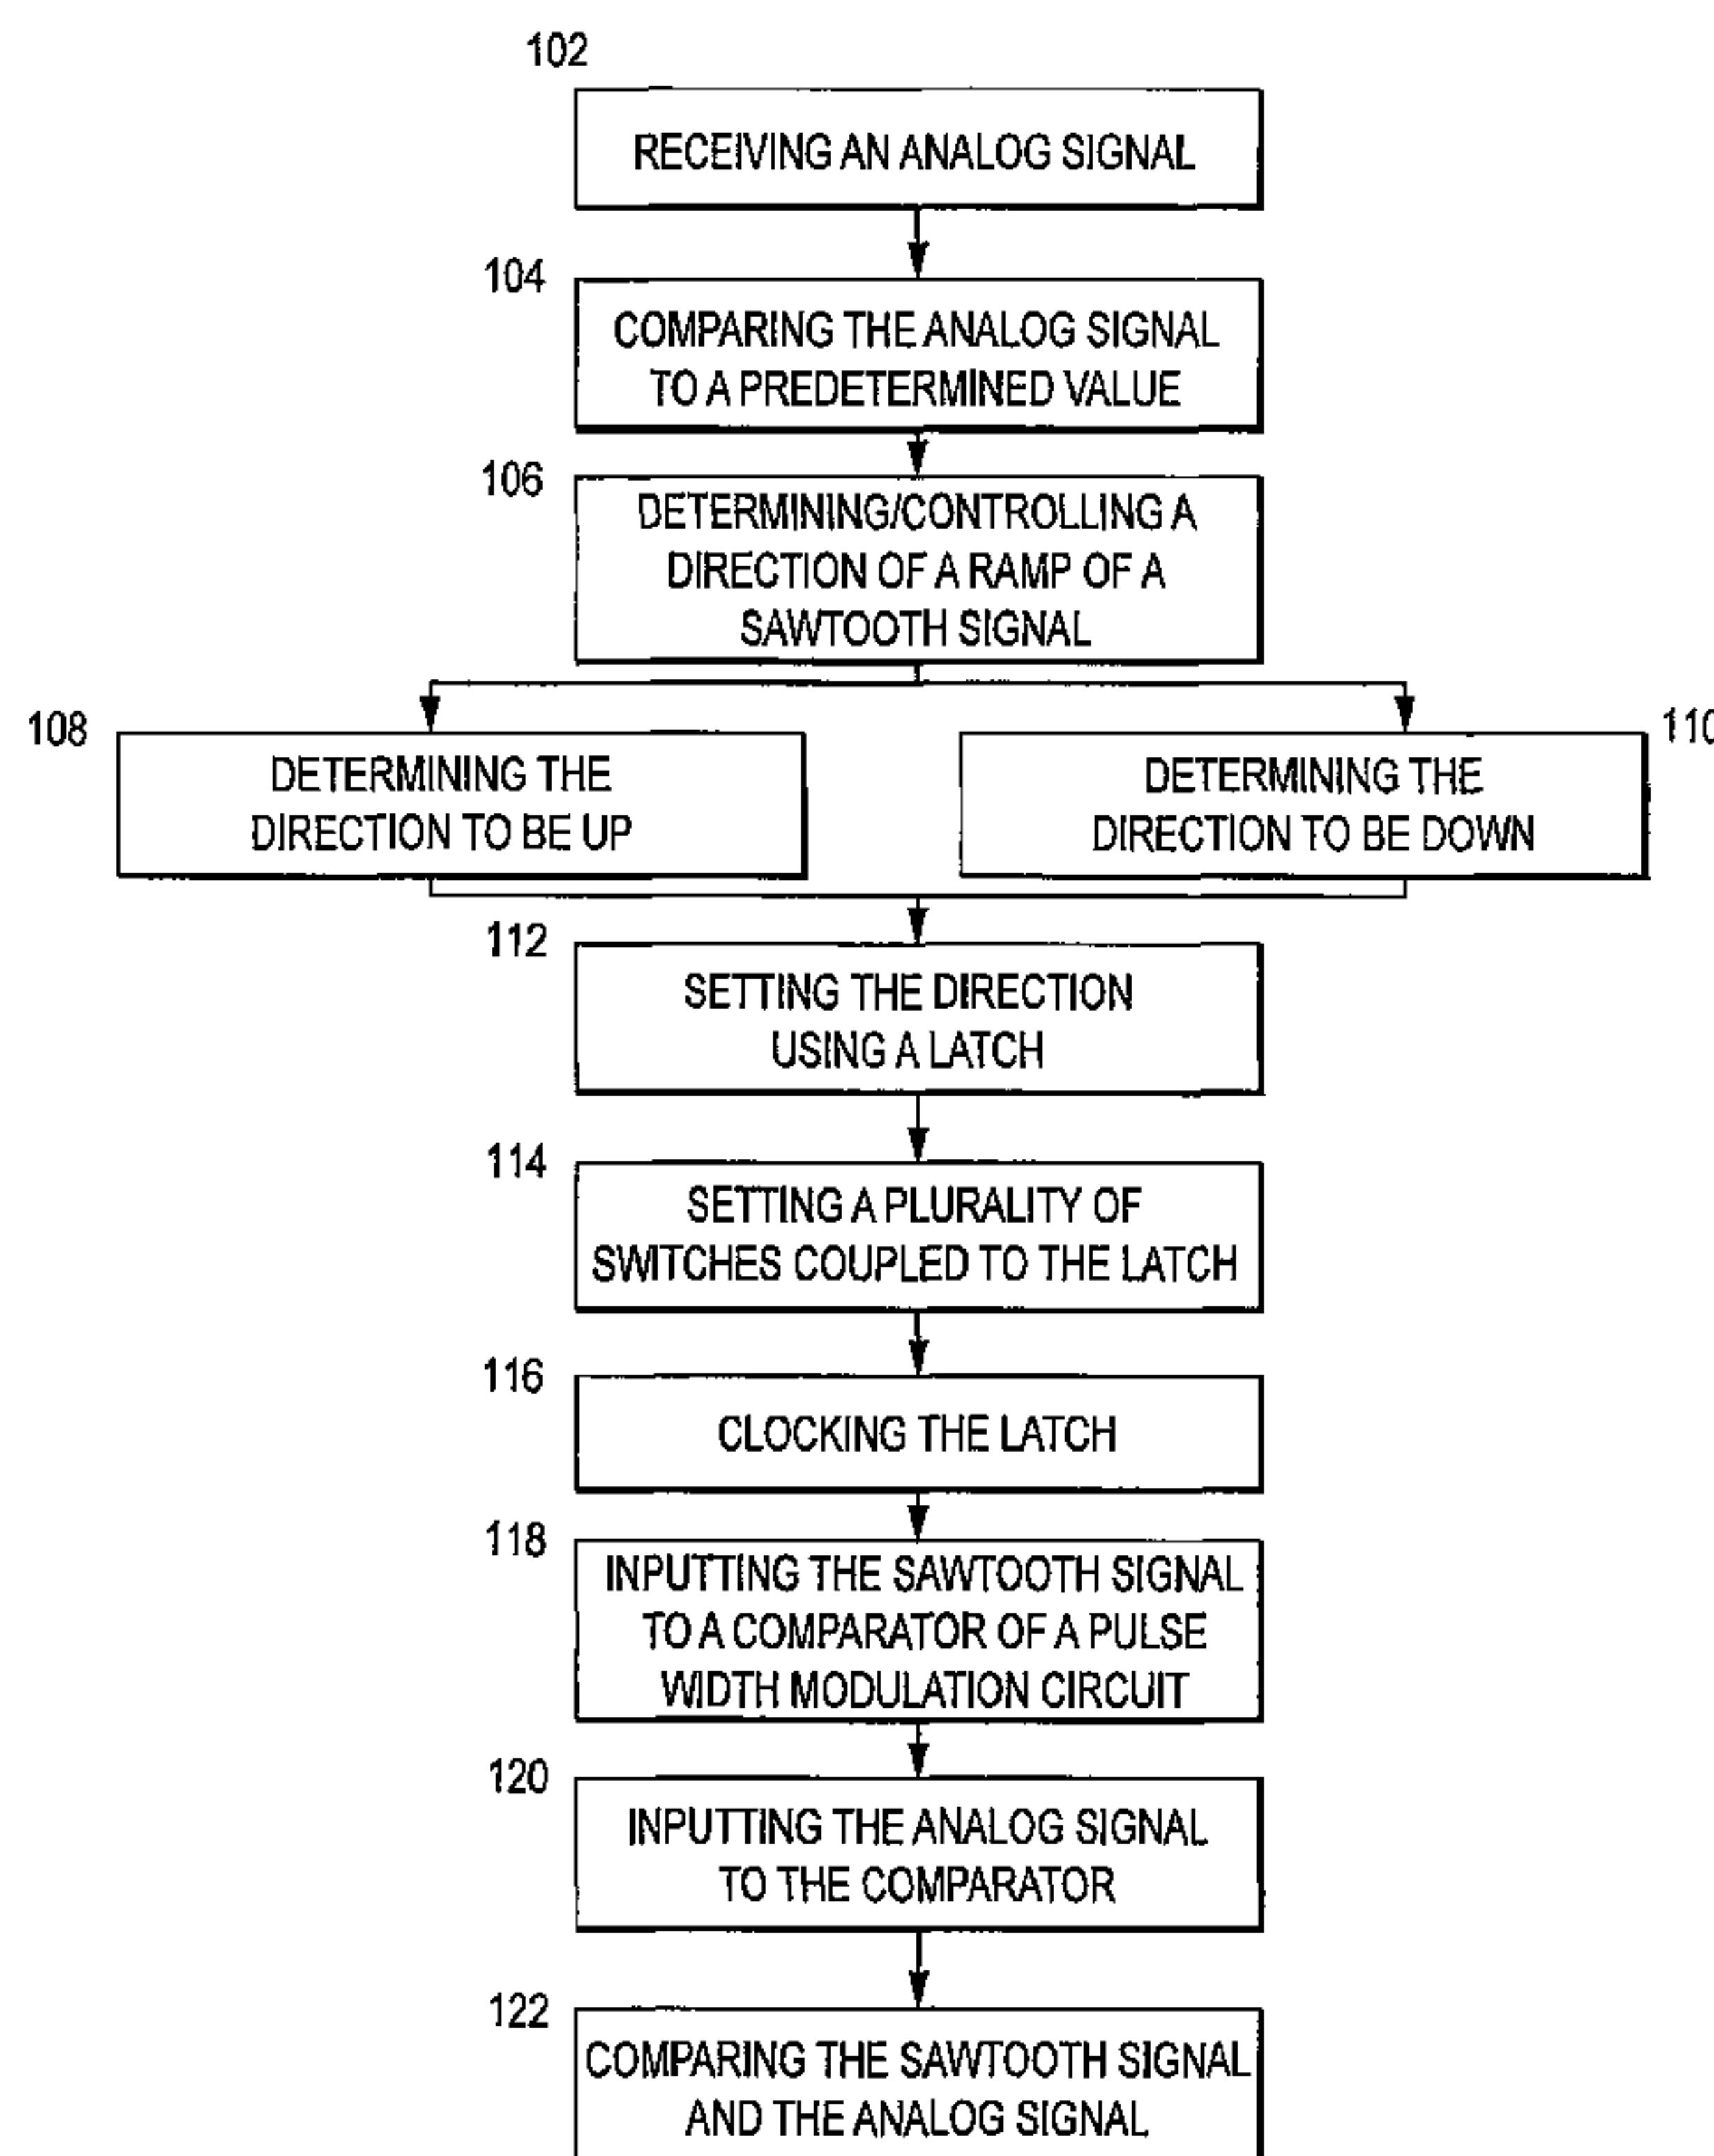 102
RECEIVING AN ANALOG SIGNAL
104
COMPARING THE ANALOG SIGNAL
TO A PREDETERMINED VALUE
106
DETERMINING/CONTROLLING A
DIRECTION OF A RAMP OF A
SAWTOOTH SIGNAL
108
DETERMINING THE
DIRECTION TO BE UP
110
DETERMINING THE
DIRECTION TO BE DOWN
112
SETTING THE DIRECTION
USING A LATCH
114
SETTING A PLURALITY OF
SWITCHES COUPLED TO THE LATCH
116
CLOCKING THE LATCH
118
INPUTTING THE SAWTOOTH SIGNAL
TO A COMPARATOR OF A PULSE
WIDTH MODULATION CIRCUIT
120
INPUTTING THE ANALOG SIGNAL
TO THE COMPARATOR
122
COMPARING THE SAWTOOTH SIGNAL
AND THE ANALOG SIGNAL